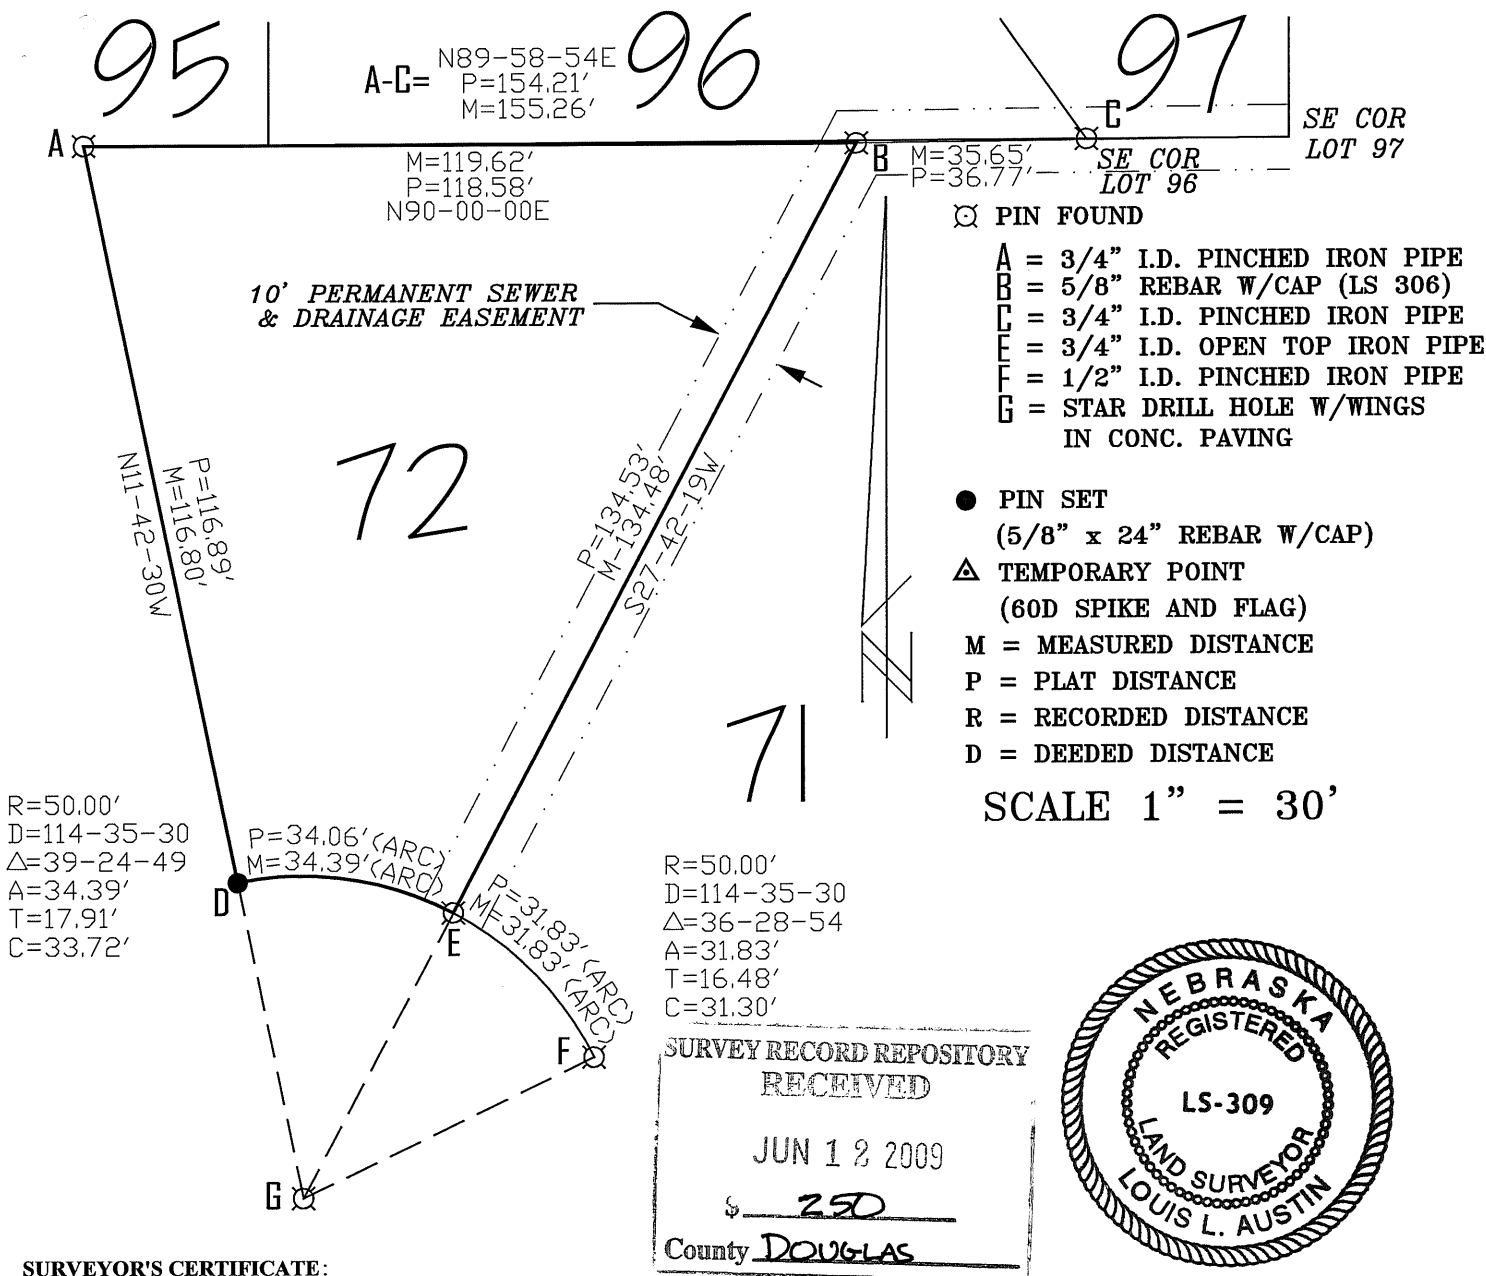 95
96
97
A-C=
N89-58-54E
P=154.21'
M=155.26'
A
B
C
SE COR
LOT 97
M=119.62'
P=118.58'
N90-00-00E
M=35.65'
P=36.77'
SE COR
LOT 96
PIN FOUND
A = 3/4" I.D. PINCHED IRON PIPE
B = 5/8" REBAR W/CAP (LS 306)
C = 3/4" I.D. PINCHED IRON PIPE
E = 3/4" I.D. OPEN TOP IRON PIPE
F = 1/2" I.D. PINCHED IRON PIPE
G = STAR DRILL HOLE W/WINGS
IN CONC. PAVING
10' PERMANENT SEWER
& DRAINAGE EASEMENT
72
P=116.89'
M=116.80'
N11-42-30W
P=134.53'
M-134.48'
S27-42-19W
N
PIN SET
(5/8" x 24" REBAR W/CAP)
TEMPORARY POINT
(60D SPIKE AND FLAG)
M = MEASURED DISTANCE
P = PLAT DISTANCE
R = RECORDED DISTANCE
D = DEEDED DISTANCE
SCALE 1" = 30'
71
R=50.00'
D=114-35-30
△=39-24-49
A=34.39'
T=17.91'
C=33.72'
P=34.06'(ARC)
M=34.39'(ARC)
D
E
P=31.83' (ARC)
M=31.83' (ARC)
F
G
R=50.00'
D=114-35-30
△=36-28-54
A=31.83'
T=16.48'
C=31.30'
SURVEY RECORD REPOSITORY
RECEIVED
JUN 12 2009
$ 250
County DOUGLAS
NEBRASKA
REGISTERED
LS-309
LAND SURVEYOR
LOUIS L. AUSTIN
SURVEYOR'S CERTIFICATE: